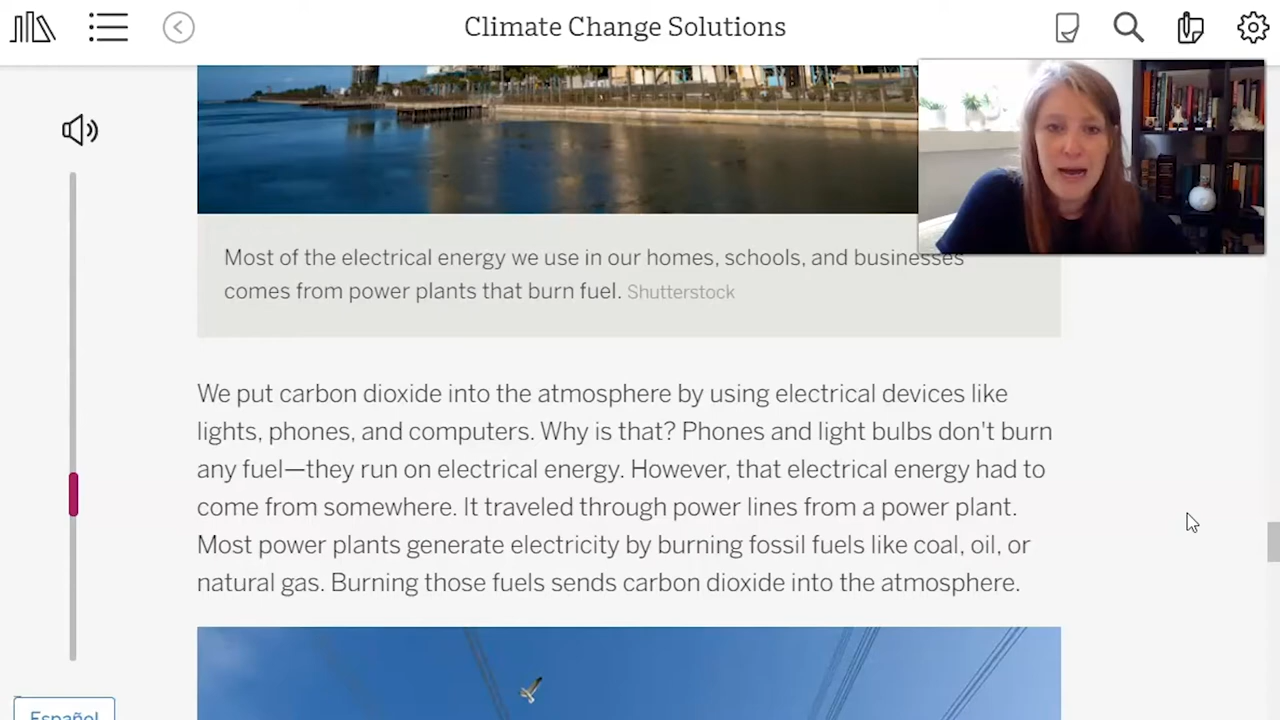 Climate Change Solutions
Most of the electrical energy we use in our homes, schools, and businesses
comes from power plants that burn fuel. Shutterstock
We put carbon dioxide into the atmosphere by using electrical devices like
lights, phones, and computers. Why is that? Phones and light bulbs don't burn
any fuel—they run on electrical energy. However, that electrical energy had to
come from somewhere. It traveled through power lines from a power plant.
Most power plants generate electricity by burning fossil fuels like coal, oil, or
natural gas. Burning those fuels sends carbon dioxide into the atmosphere.
Español